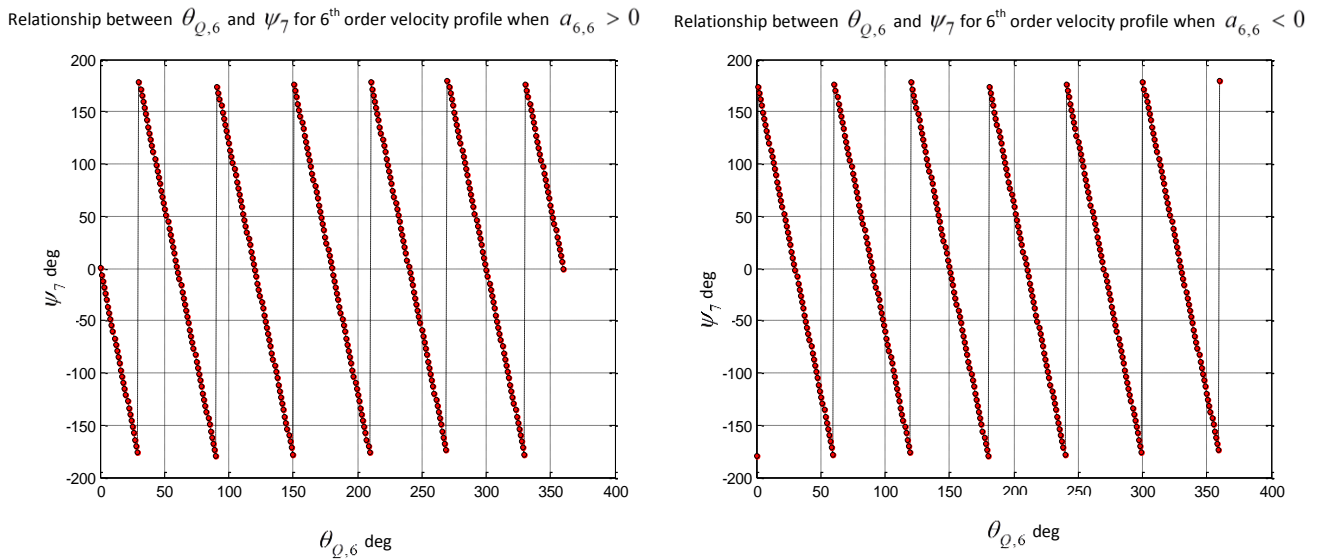 Relationship between θ_{Q,6} and ψ_7 for 6^{th} order velocity profile when a_{6,6} > 0
200
150
100
50
0
-50
-100
-150
-200
ψ_7 deg
0 50 100 150 200 250 300 350 400
θ_{Q,6} deg
Relationship between θ_{Q,6} and ψ_7 for 6^{th} order velocity profile when a_{6,6} < 0
200
150
100
50
0
-50
-100
-150
-200
ψ_7 deg
0 50 100 150 200 250 300 350 400
θ_{Q,6} deg